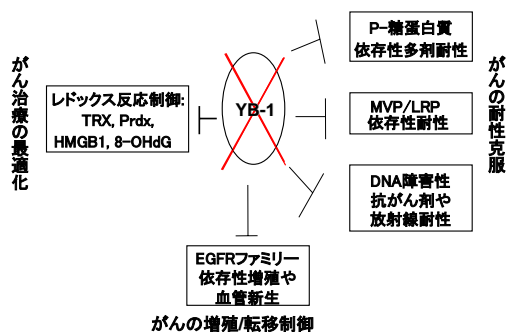 がん治療の最適化
レドックス反応制御:
TRX, Prdx,
HMGB1, 8-OHdG
YB-1
P-糖蛋白質
依存性多剤耐性
MVP/LRP
依存性耐性
DNA障害性
抗がん剤や
放射線耐性
がんの耐性克服
EGFRファミリー
依存性増殖や
血管新生
がんの増殖/転移制御